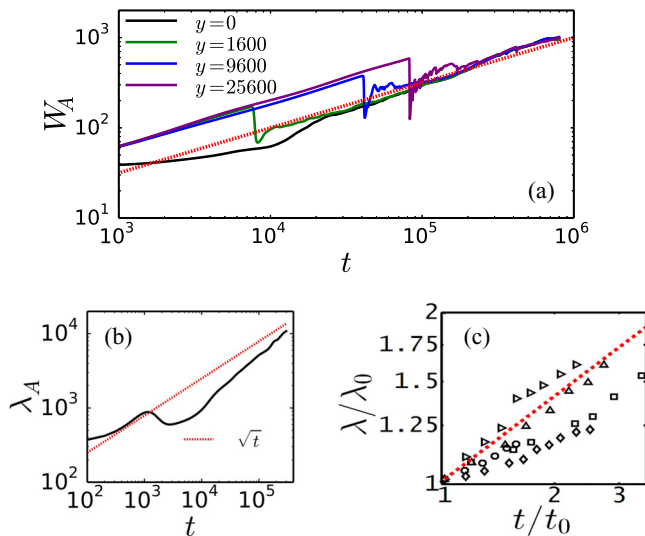 10³
y=0
y=1600
y=9600
y=25600
W_A
10²
(a)
10¹
10³ 10⁴ 10⁵ 10⁶
t
(b)
10⁴
λ_A
10³
√t
10²
10² 10³ 10⁴ 10⁵
t
(c)
2
1.75
1.5
λ/λ₀
1.25
1
1 2 3
t/t₀